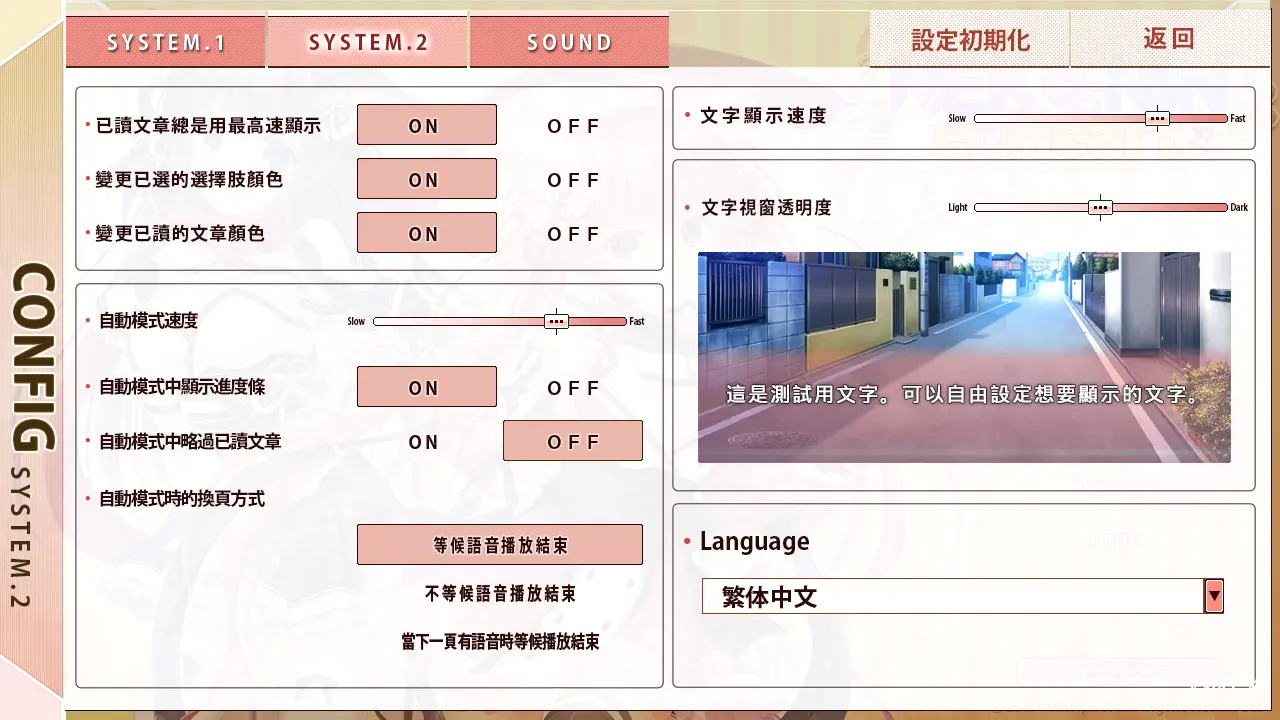 SYSTEM.1
SYSTEM.2
SOUND
設定初期化
返回
CONFIG
SYSTEM.2
已讀文章總是用最高速顯示
ON
OFF
變更已選的選擇肢顏色
ON
OFF
變更已讀的文章顏色
ON
OFF
自動模式速度
Slow
Fast
自動模式中顯示進度條
ON
OFF
自動模式中略過已讀文章
ON
OFF
自動模式時的換頁方式
等候語音播放結束
不等候語音播放結束
當下一頁有語音時等候播放結束
文字顯示速度
Slow
Fast
文字視窗透明度
Light
Dark
這是測試用文字。可以自由設定想要顯示的文字。
Language
繁体中文